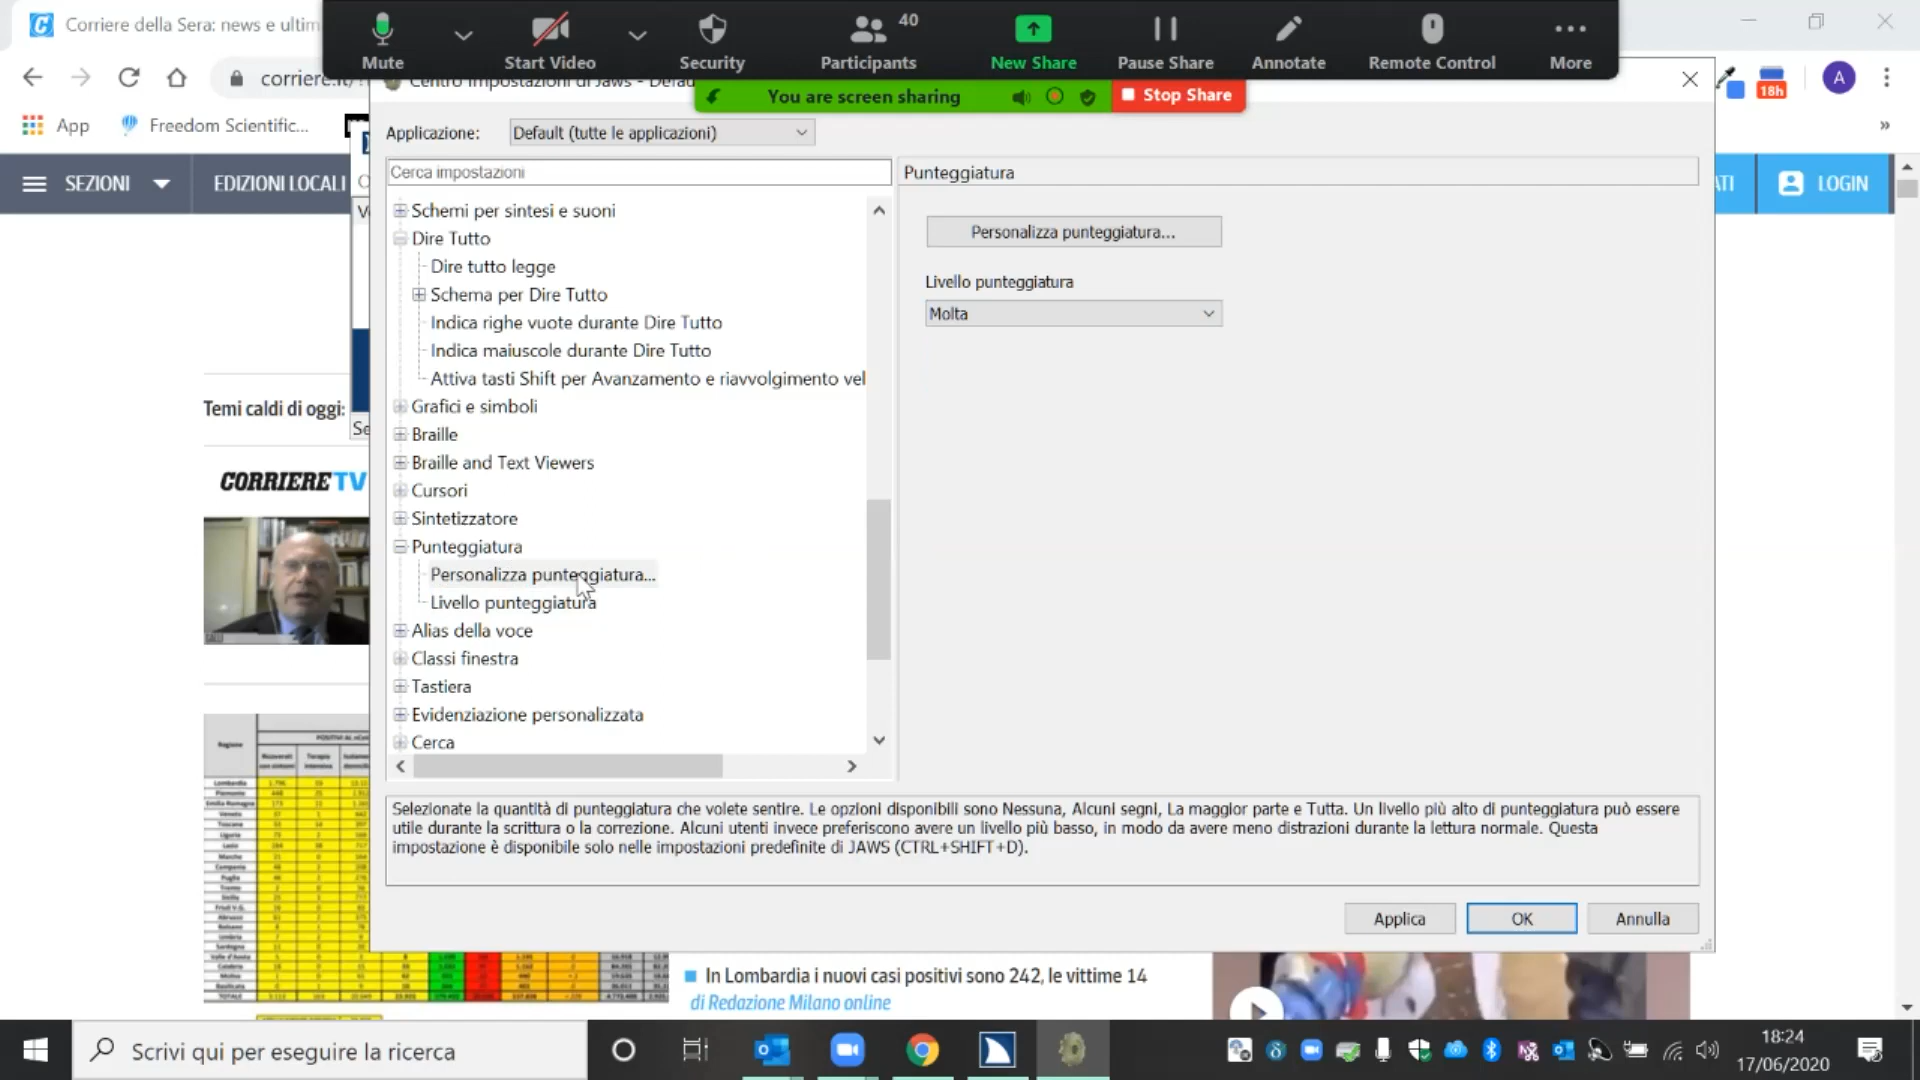 Corriere della Sera: news e ultim
Mute
Start Video
Security
Participants
40
New Share
Pause Share
Annotate
Remote Control
More
You are screen sharing
Stop Share
corriere.it/
Centro Impostazioni di Jaws - Defau
18h
A
App
Freedom Scientific...
SEZIONI
EDIZIONI LOCALI
LOGIN
Applicazione:
Default (tutte le applicazioni)
Cerca impostazioni
Punteggiatura
Schemi per sintesi e suoni
Dire Tutto
Dire tutto legge
Schema per Dire Tutto
Indica righe vuote durante Dire Tutto
Indica maiuscole durante Dire Tutto
Attiva tasti Shift per Avanzamento e riavvolgimento vel
Grafici e simboli
Braille
Braille and Text Viewers
Cursori
Sintetizzatore
Punteggiatura
Personalizza punteggiatura...
Livello punteggiatura
Alias della voce
Classi finestra
Tastiera
Evidenziazione personalizzata
Cerca
Personalizza punteggiatura...
Livello punteggiatura
Molta
Temi caldi di oggi:
CORRIERE TV
Selezionate la quantità di punteggiatura che volete sentire. Le opzioni disponibili sono Nessuna, Alcuni segni, La maggior parte e Tutta. Un livello più alto di punteggiatura può essere
utile durante la scrittura o la correzione. Alcuni utenti invece preferiscono avere un livello più basso, in modo da avere meno distrazioni durante la lettura normale. Questa
impostazione è disponibile solo nelle impostazioni predefinite di JAWS (CTRL+SHIFT+D).
Applica
OK
Annulla
In Lombardia i nuovi casi positivi sono 242, le vittime 14
di Redazione Milano online
Scrivi qui per eseguire la ricerca
18:24
17/06/2020